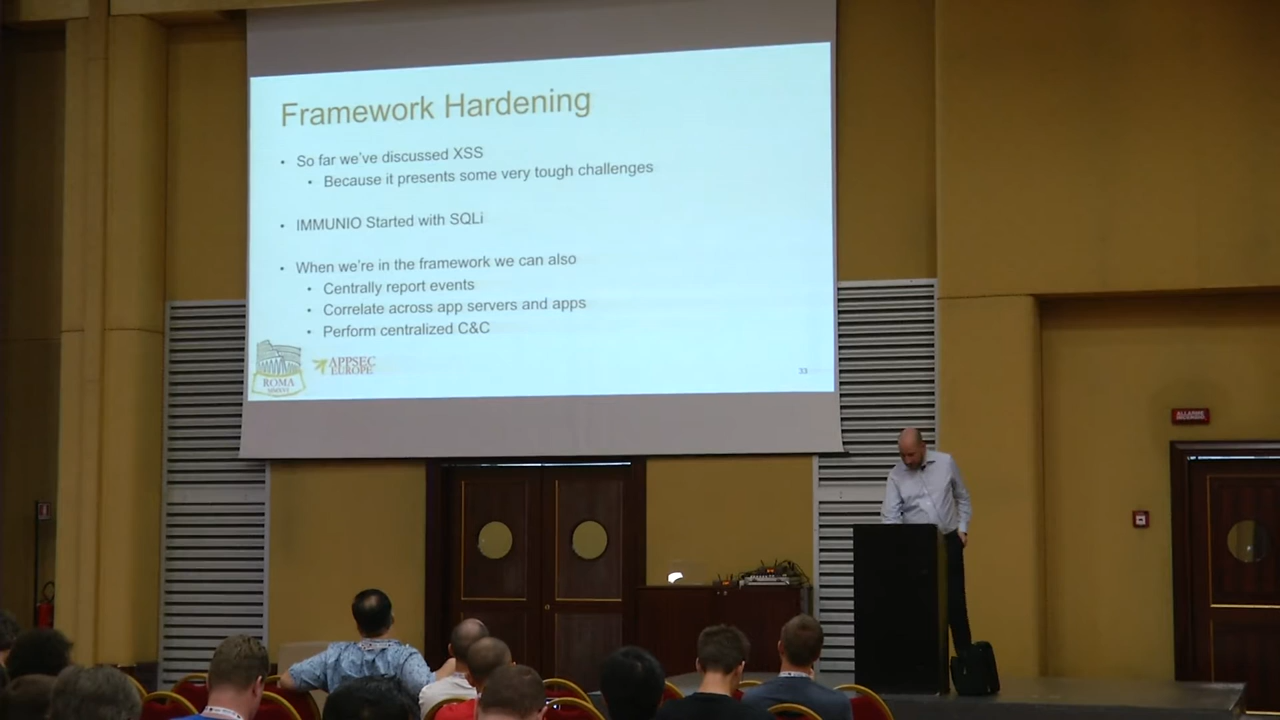 Framework Hardening
• So far we've discussed XSS
• Because it presents some very tough challenges
• IMMUNIO Started with SQLi
• When we're in the framework we can also
• Centrally report events
• Correlate across app servers and apps
• Perform centralized C&C
ROMA
APPSEC
EUROPE
33
ALLARME
INCENDIO